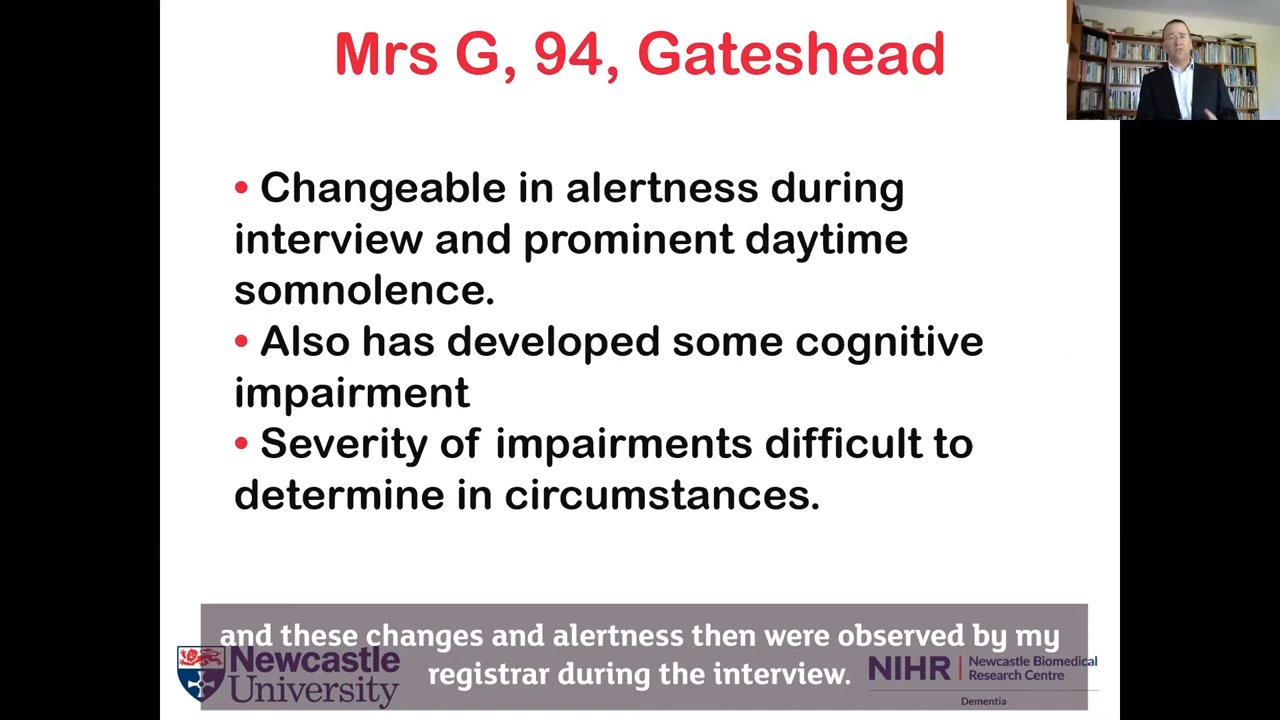 Mrs G, 94, Gateshead
• Changeable in alertness during
interview and prominent daytime
somnolence.
• Also has developed some cognitive
impairment
• Severity of impairments difficult to
determine in circumstances.
and these changes and alertness then were observed by my
registrar during the interview.
Newcastle
University
NIHR | Newcastle Biomedical
Research Centre
Dementia